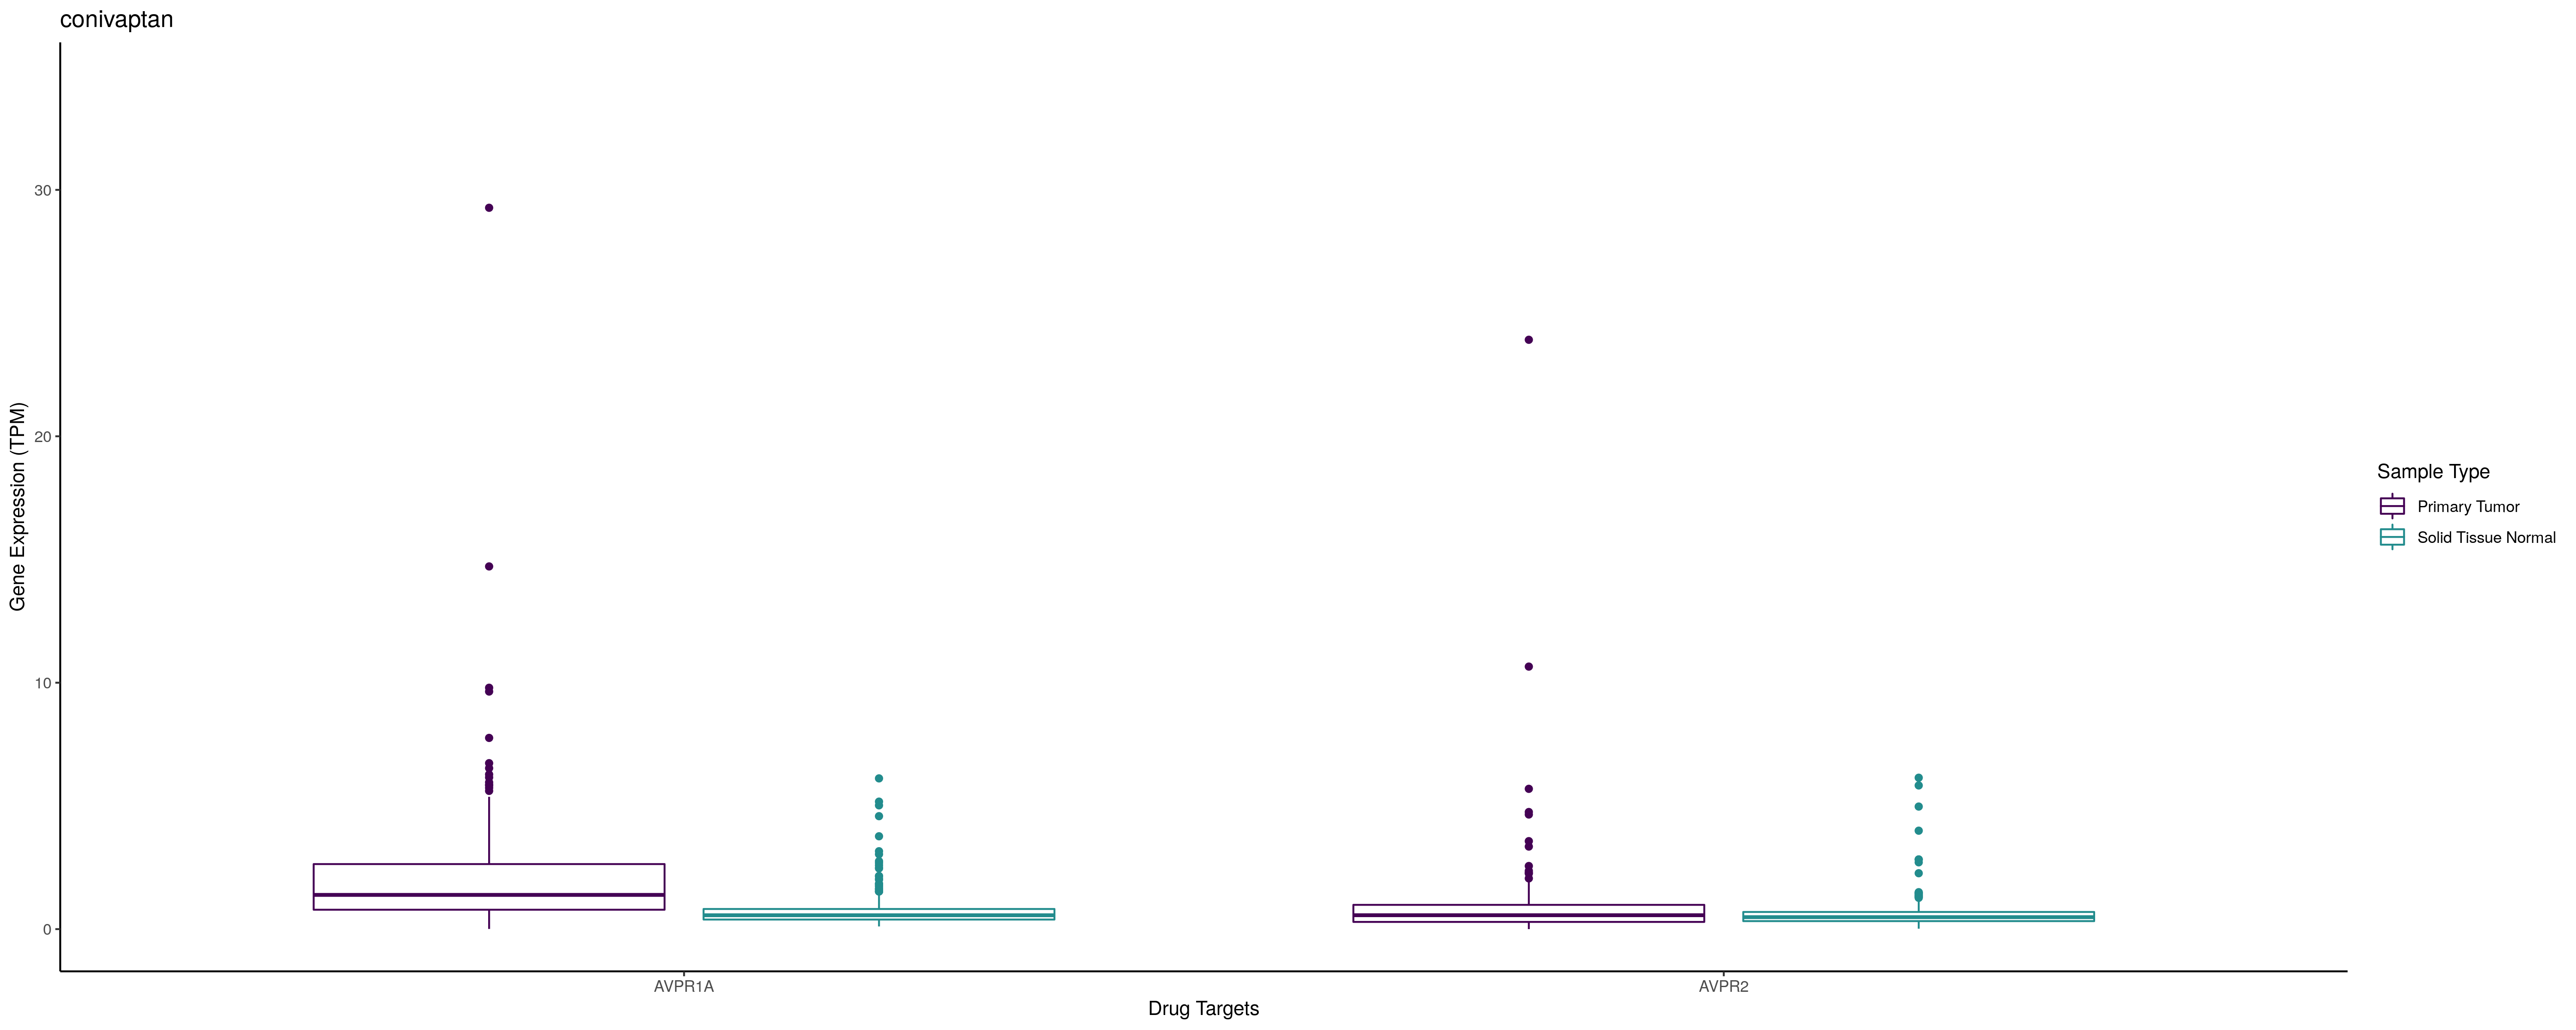 conivaptan
Gene Expression (TPM)
30
20
10
0
AVPR1A
AVPR2
Drug Targets
Sample Type
Primary Tumor
Solid Tissue Normal